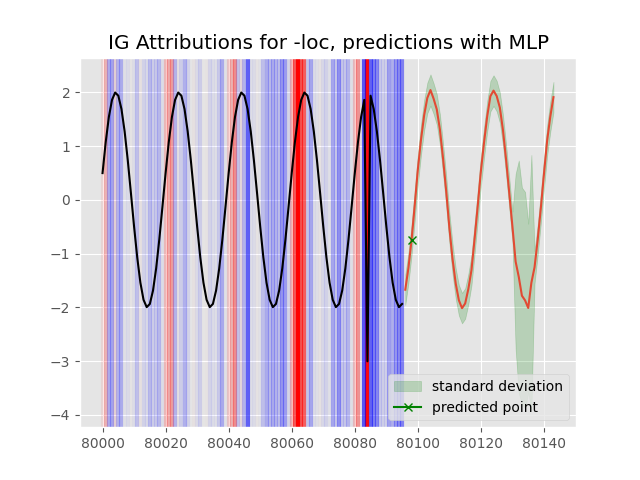 IG Attributions for -loc, predictions with MLP
2
1
0
−1
−2
−3
−4
standard deviation
predicted point
80000 80020 80040 80060 80080 80100 80120 80140